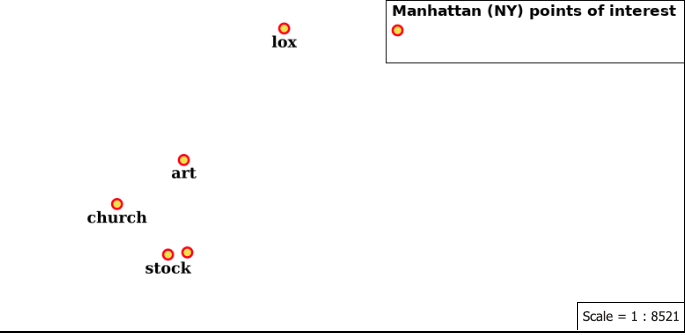 Manhattan (NY) points of interest
lox
art
church
stock
Scale = 1 : 8521